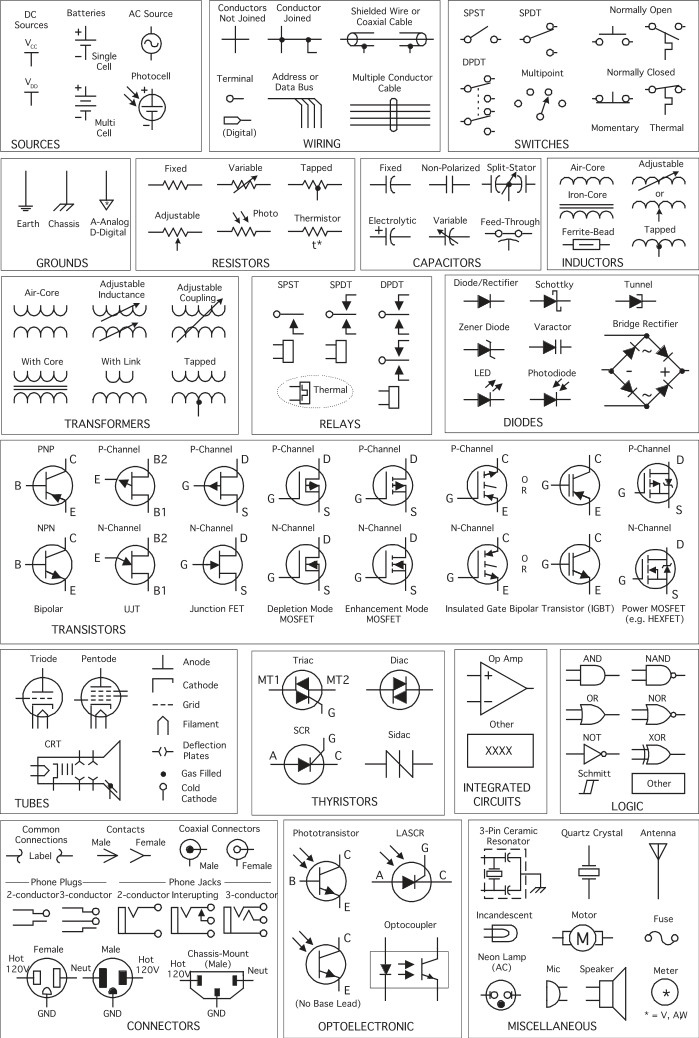 DC
Sources
Batteries
AC Source
VCC
Single
Cell
VDD
Photocell
Multi
Cell
SOURCES
Conductors
Not Joined
Conductor
Joined
Shielded Wire or
Coaxial Cable
Terminal
Address or
Data Bus
Multiple Conductor
Cable
(Digital)
WIRING
SPST
SPDT
Normally Open
DPDT
Multipoint
Normally Closed
Momentary
Thermal
SWITCHES
Earth
Chassis
A-Analog
D-Digital
GROUNDS
Fixed
Variable
Tapped
Adjustable
Photo
Thermistor
t*
RESISTORS
Fixed
Non-Polarized
Split-Stator
Electrolytic
Variable
Feed-Through
CAPACITORS
Air-Core
Adjustable
Iron-Core
or
Ferrite-Bead
Tapped
INDUCTORS
Air-Core
Adjustable
Inductance
Adjustable
Coupling
With Core
With Link
Tapped
TRANSFORMERS
SPST
SPDT
DPDT
Thermal
RELAYS
Diode/Rectifier
Schottky
Tunnel
Zener Diode
Varactor
Bridge Rectifier
LED
Photodiode
DIODES
PNP
P-Channel
P-Channel
P-Channel
P-Channel
P-Channel
P-Channel
B C E
E B2 B1
G D S
G D S
G D S
G C E
OR
G C E
G D S
NPN
N-Channel
N-Channel
N-Channel
N-Channel
N-Channel
N-Channel
B C E
E B2 B1
G D S
G D S
G D S
G C E
OR
G C E
G D S
Bipolar
UJT
Junction FET
Depletion Mode
MOSFET
Enhancement Mode
MOSFET
Insulated Gate Bipolar Transistor (IGBT)
Power MOSFET
(e.g. HEXFET)
TRANSISTORS
Triode
Pentode
Anode
Cathode
Grid
Filament
CRT
Deflection
Plates
Gas Filled
Cold
Cathode
TUBES
Triac
Diac
MT1
MT2
G
SCR
Sidac
A
G
C
THYRISTORS
Op Amp
Other
XXXX
INTEGRATED
CIRCUITS
AND
NAND
OR
NOR
NOT
XOR
Schmitt
Other
LOGIC
Common
Connections
Contacts
Coaxial Connectors
Male
Female
Label
Male
Female
Phone Plugs
Phone Jacks
2-conductor
3-conductor
2-conductor
Interupting
3-conductor
Female
Male
Chassis-Mount
(Male)
Hot
120V
Neut
Hot
120V
Hot
120V
Neut
GND
GND
GND
CONNECTORS
Phototransistor
LASCR
B
C
E
A
G
C
Optocoupler
C
E
(No Base Lead)
OPTOELECTRONIC
3-Pin Ceramic
Resonator
Quartz Crystal
Antenna
Incandescent
Motor
Fuse
M
Neon Lamp
(AC)
Mic
Speaker
Meter
*
* = V, A,W
MISCELLANEOUS